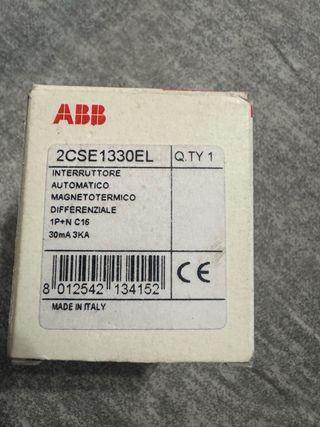 ABB
2CSE1330EL Q.TY 1
INTERRUTTORE
AUTOMATICO
MAGNETOTERMICO
DIFFERENZIALE
1P+N C16
30mA 3KA
CE
8 012542 134152
MADE IN ITALY